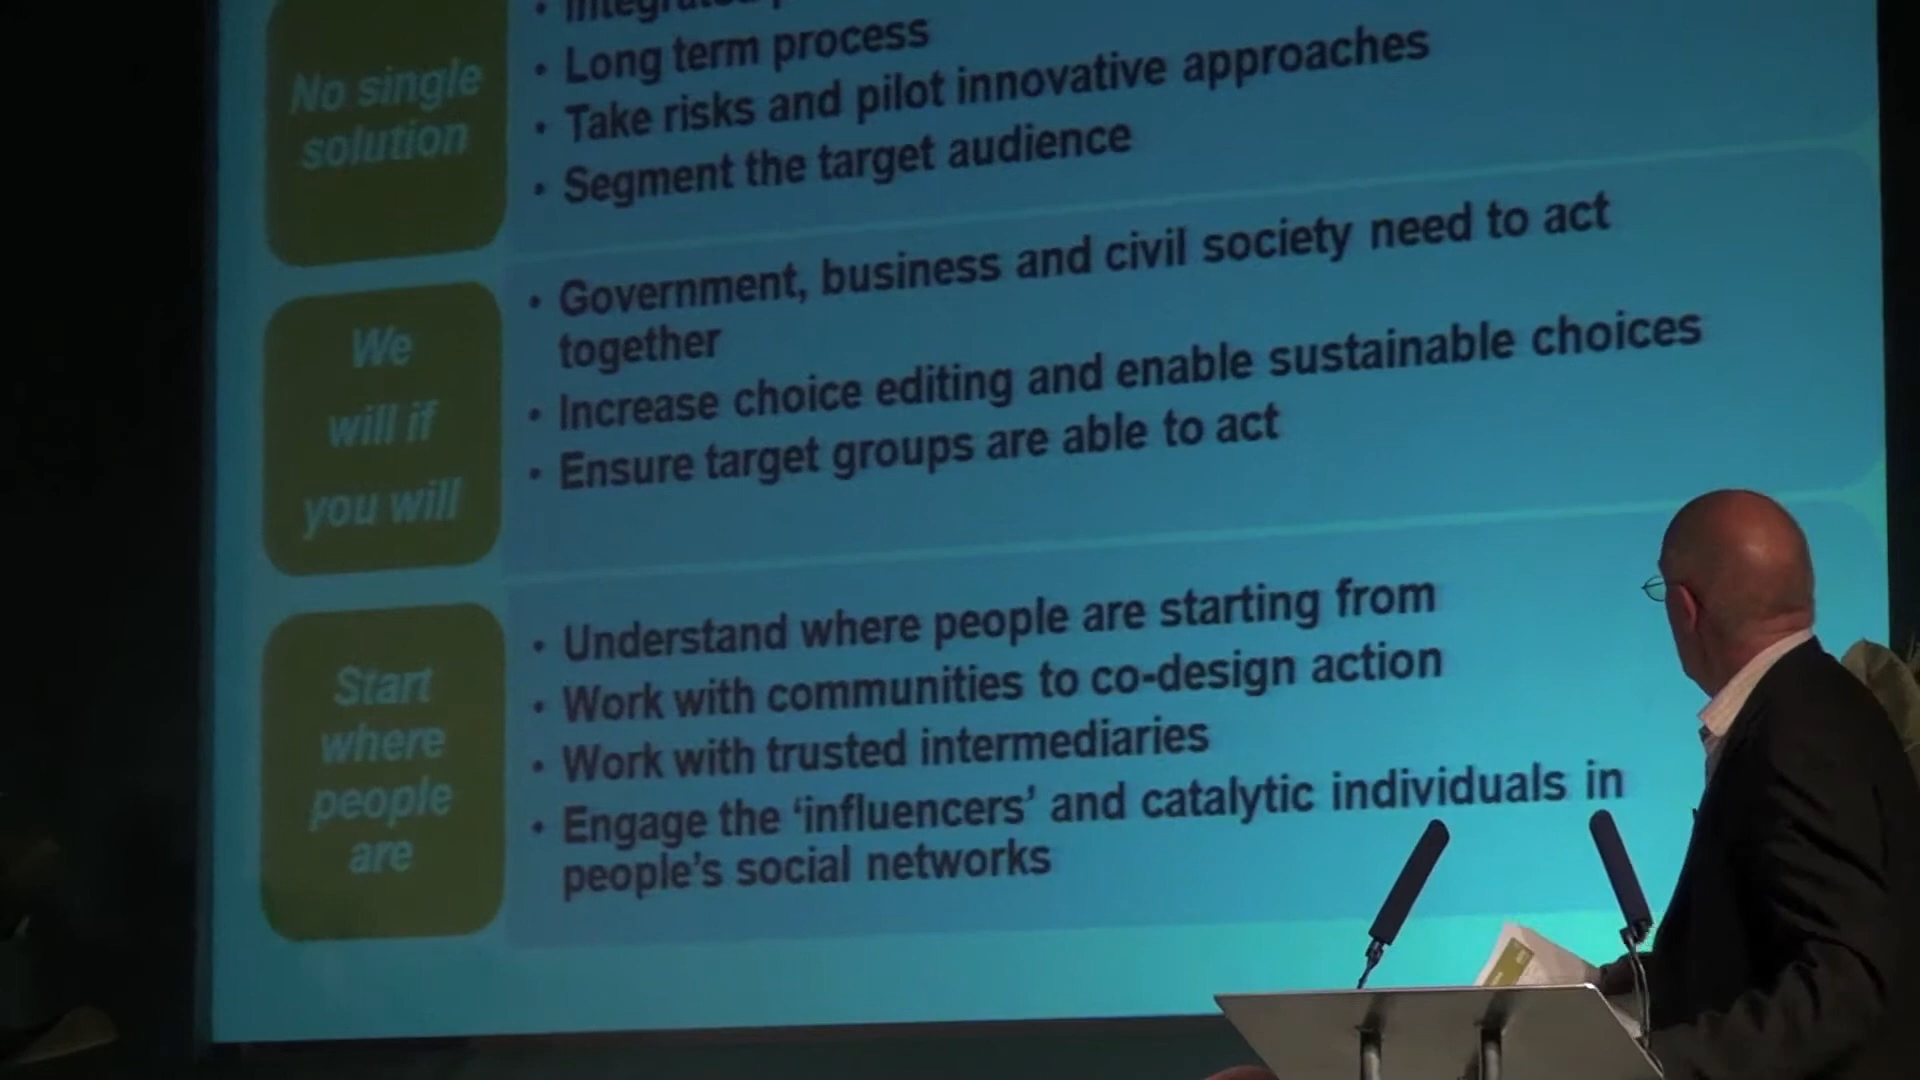 No single
solution
• Long term process
• Take risks and pilot innovative approaches
• Segment the target audience
We
will if
you will
• Government, business and civil society need to act
together
• Increase choice editing and enable sustainable choices
• Ensure target groups are able to act
Start
where
people
are
• Understand where people are starting from
• Work with communities to co-design action
• Work with trusted intermediaries
• Engage the ‘influencers’ and catalytic individuals in
people’s social networks